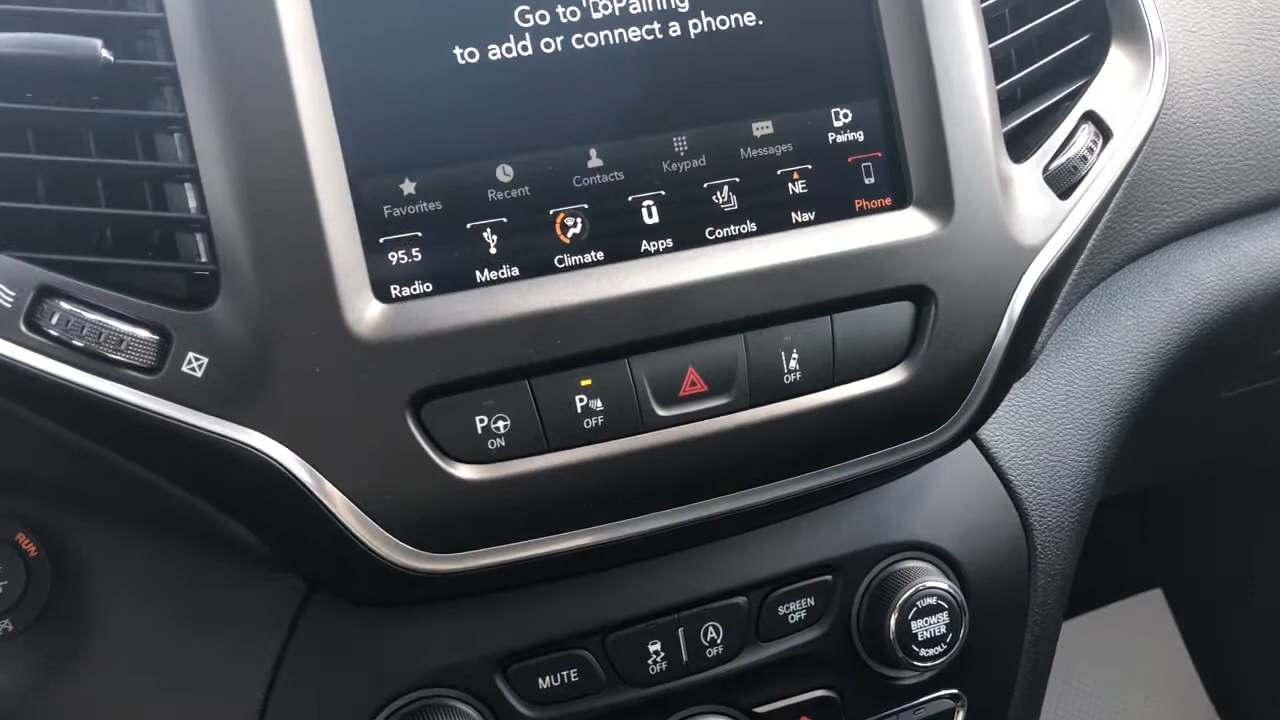 Go to Pairing
to add or connect a phone.
Favorites
Recent
Contacts
Keypad
Messages
Pairing
95.5
Radio
Media
Climate
Apps
Controls
NE
Nav
Phone
P ON
P OFF
OFF
RUN
MUTE
OFF
A OFF
SCREEN
OFF
TUNE
BROWSE
ENTER
SCROLL